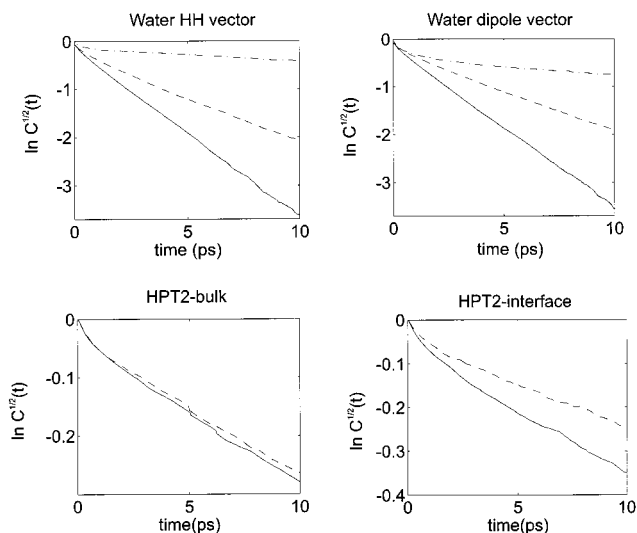 Water HH vector
0
-1
-2
-3
ln C^1/2(t)
0
5
10
time (ps)
Water dipole vector
0
-1
-2
-3
ln C^1/2(t)
0
5
10
time (ps)
HPT2-bulk
0
-0.1
-0.2
ln C^1/2(t)
0
5
10
time(ps)
HPT2-interface
0
-0.1
-0.2
-0.3
-0.4
ln C^1/2(t)
0
5
10
time(ps)